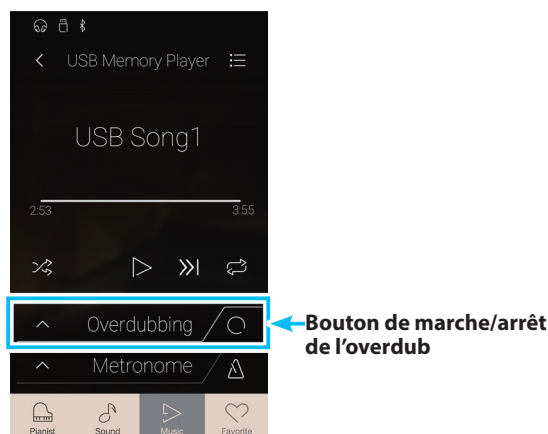 USB Memory Player
USB Song1
2:53 3:55
Overdubbing
Bouton de marche/arrêt
de l'overdub
Metronome
Pianist Sound Music Favorite